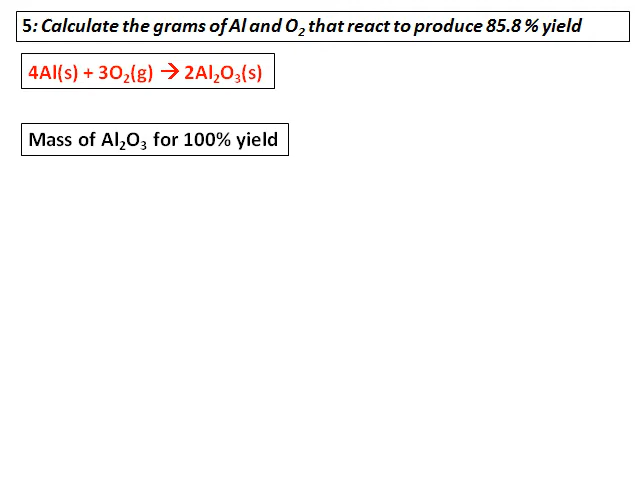 5: Calculate the grams of Al and O₂ that react to produce 85.8 % yield
4Al(s) + 3O₂(g) → 2Al₂O₃(s)
Mass of Al₂O₃ for 100% yield